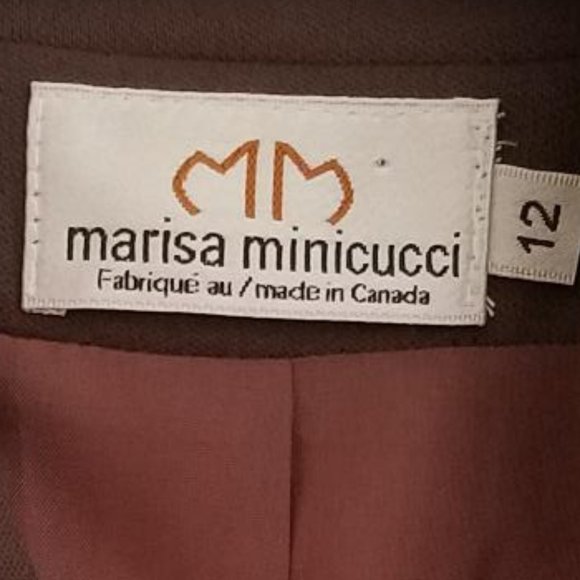 MM
marisa minicucci
Fabriqué au / made in Canada
12